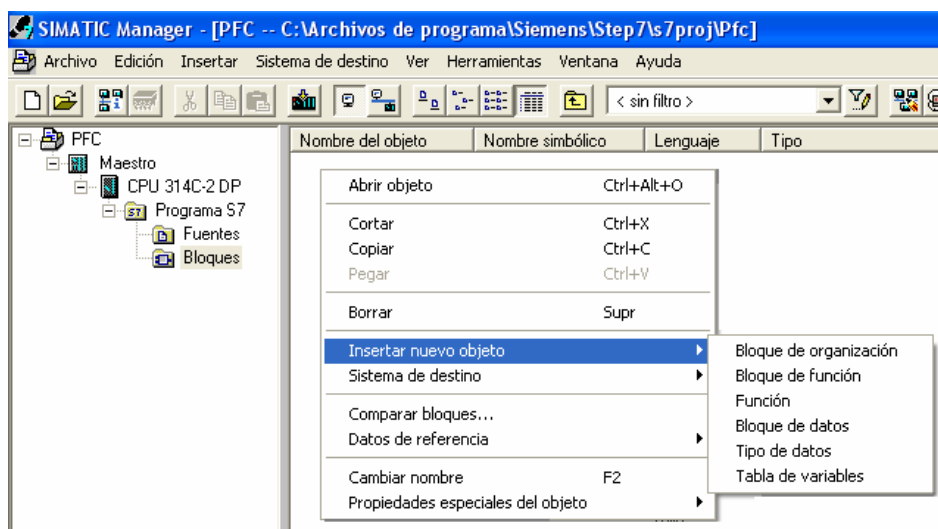 SIMATIC Manager - [PFC -- C:\Archivos de programa\Siemens\Step7\s7proj\Pfc]
Archivo Edición Insertar Sistema de destino Ver Herramientas Ventana Ayuda
< sin filtro >
PFC
Maestro
CPU 314C-2 DP
Programa S7
Fuentes
Bloques
Nombre del objeto Nombre simbólico Lenguaje Tipo
Abrir objeto Ctrl+Alt+O
Cortar Ctrl+X
Copiar Ctrl+C
Pegar Ctrl+V
Borrar Supr
Insertar nuevo objeto
Sistema de destino
Comparar bloques...
Datos de referencia
Cambiar nombre F2
Propiedades especiales del objeto
Bloque de organización
Bloque de función
Función
Bloque de datos
Tipo de datos
Tabla de variables